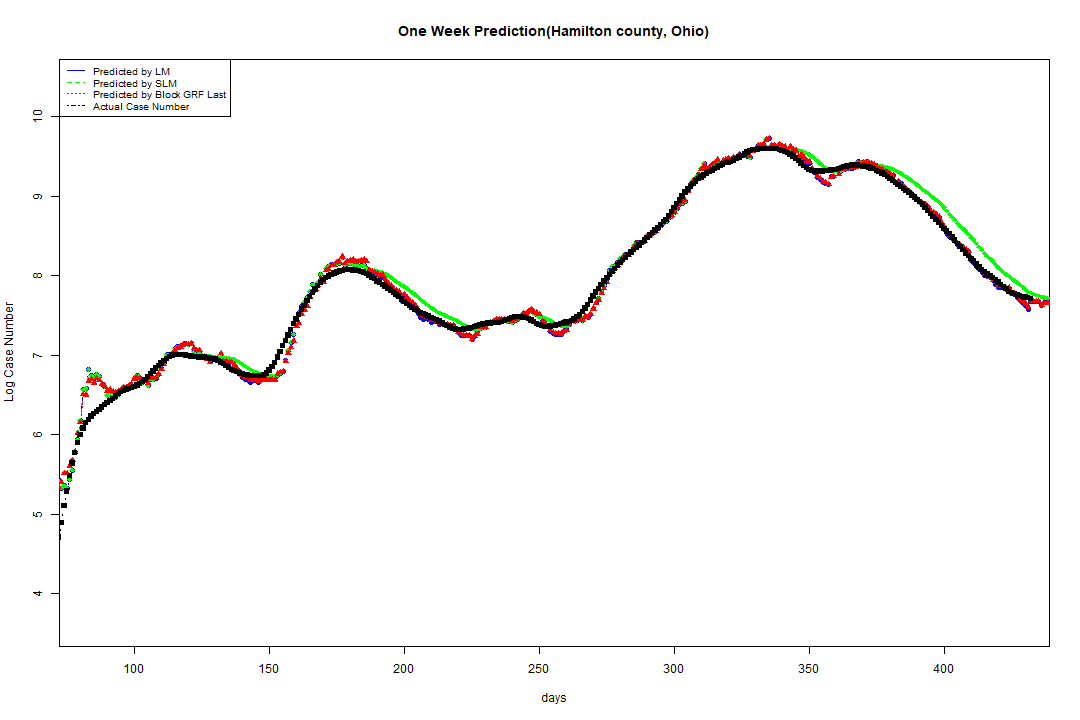 One Week Prediction(Hamilton county, Ohio)
Predicted by LM
Predicted by SLM
Predicted by Block GRF Last
Actual Case Number
10
9
8
7
6
5
4
Log Case Number
100 150 200 250 300 350 400
days